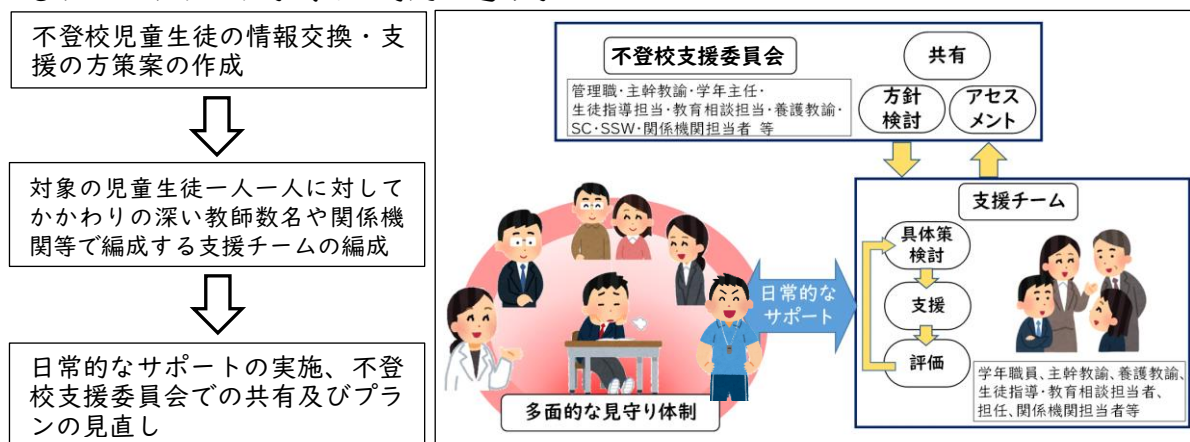 不登校児童生徒の情報交換・支
援の方策案の作成
対象の児童生徒一人一人に対して
かかわりの深い教師数名や関係機
関等で編成する支援チームの編成
日常的なサポートの実施、不登
校支援委員会での共有及びプラ
ンの見直し
不登校支援委員会
管理職・主幹教諭・学年主任・
生徒指導担当・教育相談担当・養護教諭・
SC・SSW・関係機関担当者 等
共有
方針
検討
アセス
メント
多面的な見守り体制
日常的な
サポート
支援チーム
具体策
検討
支援
評価
学年職員、主幹教諭、養護教諭、
生徒指導・教育相談担当者、
担任、関係機関担当者等